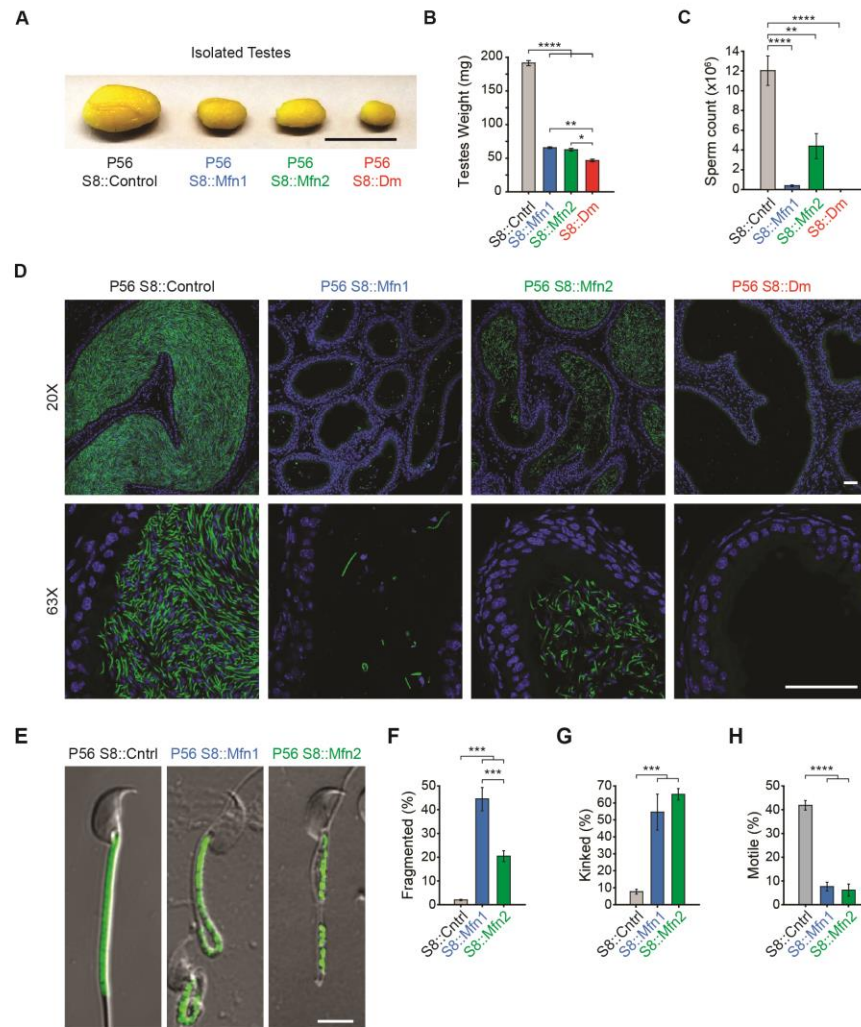 A
Isolated Testes
P56 P56 P56 P56
S8::Control S8::Mfn1 S8::Mfn2 S8::Dm
B
Testes Weight (mg)
200
150
100
50
0
****
**
*
S8::Cntrl
S8::Mfn1
S8::Mfn2
S8::Dm
C
Sperm count (x10⁶)
14
12
10
8
6
4
2
0
****
**
****
S8::Cntrl
S8::Mfn1
S8::Mfn2
S8::Dm
D
P56 S8::Control P56 S8::Mfn1 P56 S8::Mfn2 P56 S8::Dm
20X
63X
E
P56 S8::Cntrl P56 S8::Mfn1 P56 S8::Mfn2
F
Fragmented (%)
50
40
30
20
10
0
***
***
S8::Cntrl
S8::Mfn1
S8::Mfn2
G
Kinked (%)
70
60
50
40
30
20
10
0
***
S8::Cntrl
S8::Mfn1
S8::Mfn2
H
Motile (%)
50
40
30
20
10
0
****
S8::Cntrl
S8::Mfn1
S8::Mfn2